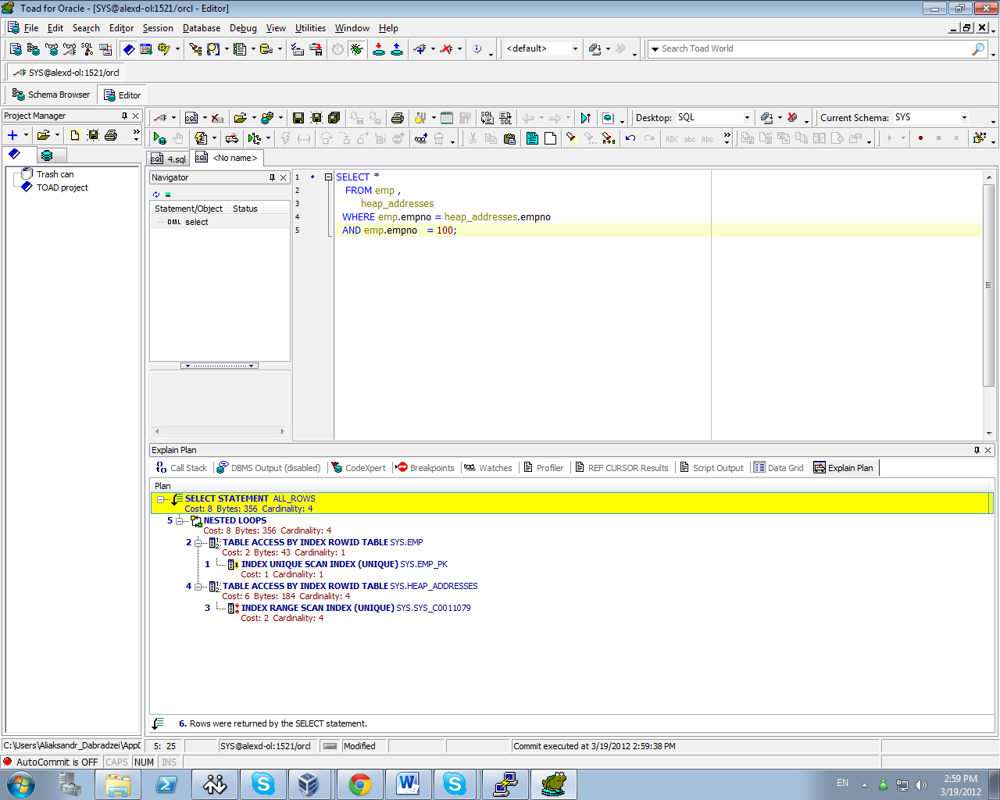 Toad for Oracle - [SYS@alexd-ol:1521/orcl - Editor]
File Edit Search Editor Session Database Debug View Utilities Window Help
<default>
Search Toad World
SYS@alexd-ol:1521/orcl
Schema Browser
Editor
Project Manager
Desktop: SQL
Current Schema: SYS
4.sql
<No name>
Trash can
TOAD project
Navigator
Statement/Object Status
DML select
1 SELECT *
2 FROM emp ,
3 heap_addresses
4 WHERE emp.empno = heap_addresses.empno
5 AND emp.empno = 100;
Explain Plan
Call Stack
DBMS Output (disabled)
CodeXpert
Breakpoints
Watches
Profiler
REF CURSOR Results
Script Output
Data Grid
Explain Plan
Plan
SELECT STATEMENT ALL_ROWS
Cost: 8 Bytes: 356 Cardinality: 4
5 NESTED LOOPS
Cost: 8 Bytes: 356 Cardinality: 4
2 TABLE ACCESS BY INDEX ROWID TABLE SYS.EMP
Cost: 2 Bytes: 43 Cardinality: 1
1 INDEX UNIQUE SCAN INDEX (UNIQUE) SYS.EMP_PK
Cost: 1 Cardinality: 1
4 TABLE ACCESS BY INDEX ROWID TABLE SYS.HEAP_ADDRESSES
Cost: 6 Bytes: 184 Cardinality: 4
3 INDEX RANGE SCAN INDEX (UNIQUE) SYS.SYS_C0011079
Cost: 2 Cardinality: 4
6. Rows were returned by the SELECT statement.
C:\Users\Aliaksandr_Dabradzei\AppD
5: 25
SYS@alexd-ol:1521/orcl
Modified
Commit executed at 3/19/2012 2:59:38 PM
AutoCommit is OFF CAPS NUM INS
EN
2:59 PM
3/19/2012